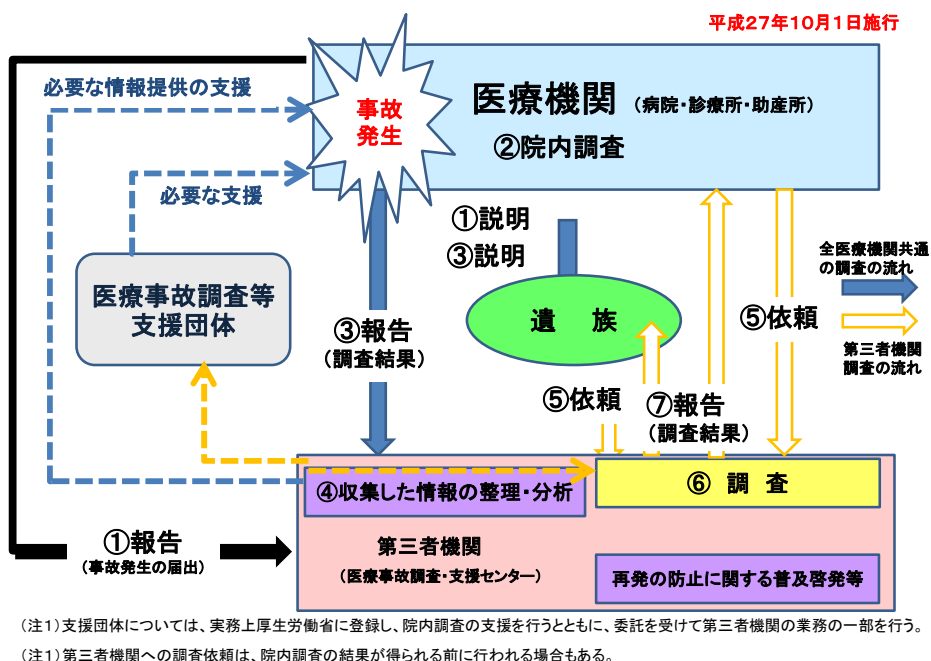 平成27年10月1日施行
必要な情報提供の支援
事故
発生
医療機関 (病院・診療所・助産所)
②院内調査
必要な支援
①説明
③説明
全医療機関共通
の調査の流れ
医療事故調査等
支援団体
遺 族
③報告
(調査結果)
⑤依頼
第三者機関
調査の流れ
⑤依頼
⑦報告
(調査結果)
④収集した情報の整理・分析
⑥ 調 査
①報告
(事故発生の届出)
第三者機関
(医療事故調査・支援センター)
再発の防止に関する普及啓発等
(注1)支援団体については、実務上厚生労働省に登録し、院内調査の支援を行うとともに、委託を受けて第三者機関の業務の一部を行う。
(注1)第三者機関への調査依頼は、院内調査の結果が得られる前に行われる場合もある。